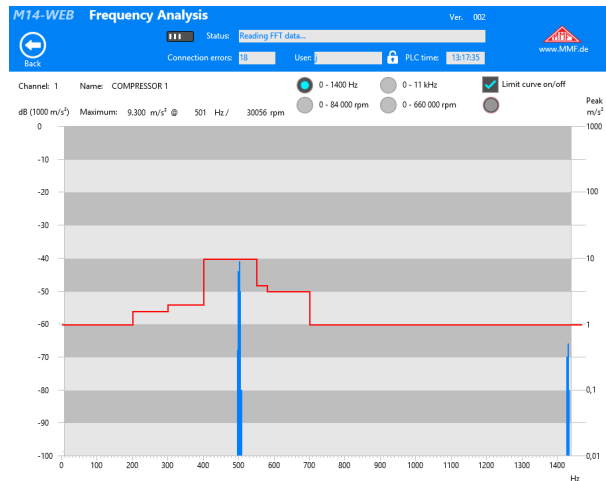 M14-WEB Frequency Analysis Ver. 002
Status: Reading FFT data...
MMF
www.MMF.de
Back
Connection errors: 18 User: j PLC time: 13:17:35
Channel: 1 Name: COMPRESSOR 1 0 - 1400 Hz 0 - 11 kHz Limit curve on/off
dB (1000 m/s²) Maximum: 9.300 m/s² @ 501 Hz / 30056 rpm 0 - 84 000 rpm 0 - 660 000 rpm Peak m/s²
0 1000
-10
-20 100
-30
-40 10
-50
-60 1
-70
-80 0,1
-90
-100 0,01
0 100 200 300 400 500 600 700 800 900 1000 1100 1200 1300 1400
Hz